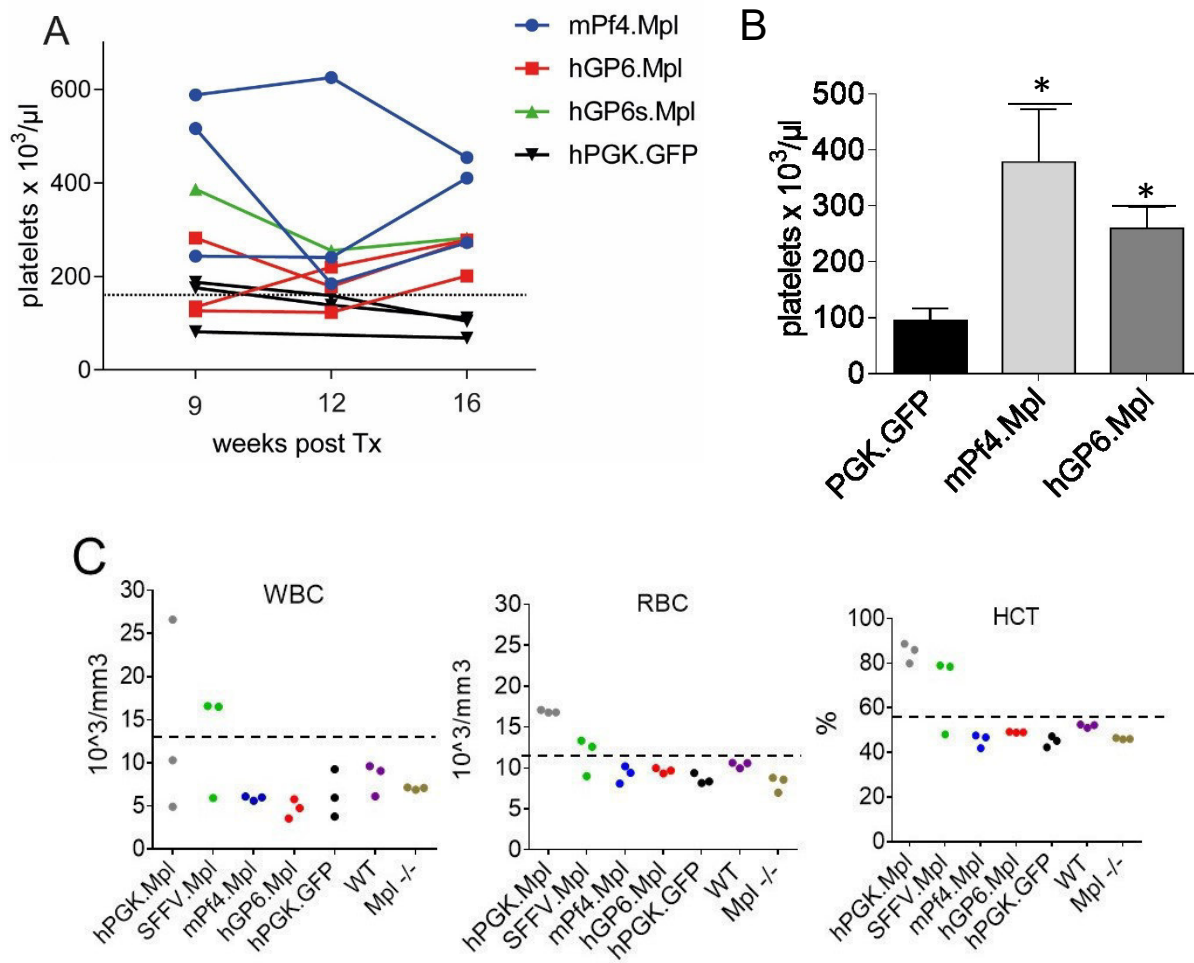 A
mPf4.Mpl
hGP6.Mpl
hGP6s.Mpl
hPGK.GFP
platelets x 10³/µl
600
400
200
0
9 12 16
weeks post Tx
B
platelets x 10³/µl
500
400
300
200
100
0
* *
PGK.GFP
mPf4.Mpl
hGP6.Mpl
C
WBC
10^3/mm3
30
25
20
15
10
5
0
hPGK.Mpl
SFFV.Mpl
mPf4.Mpl
hGP6.Mpl
hPGK.GFP
WT
Mpl -/-
RBC
10^3/mm3
30
25
20
15
10
5
0
hPGK.Mpl
SFFV.Mpl
mPf4.Mpl
hGP6.Mpl
hPGK.GFP
WT
Mpl -/-
HCT
%
100
80
60
40
20
0
hPGK.Mpl
SFFV.Mpl
mPf4.Mpl
hGP6.Mpl
hPGK.GFP
WT
Mpl -/-